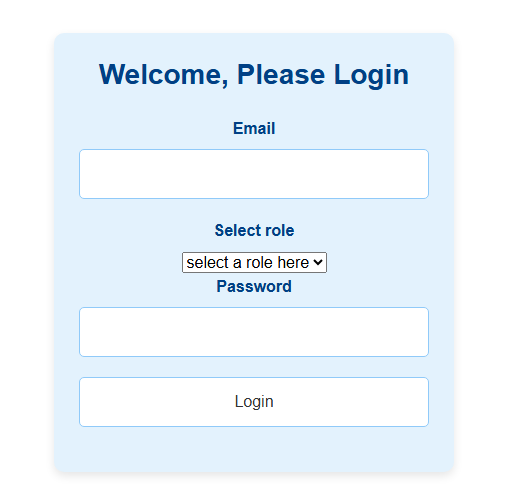 Welcome, Please Login
Email
Select role
select a role here
Password
Login